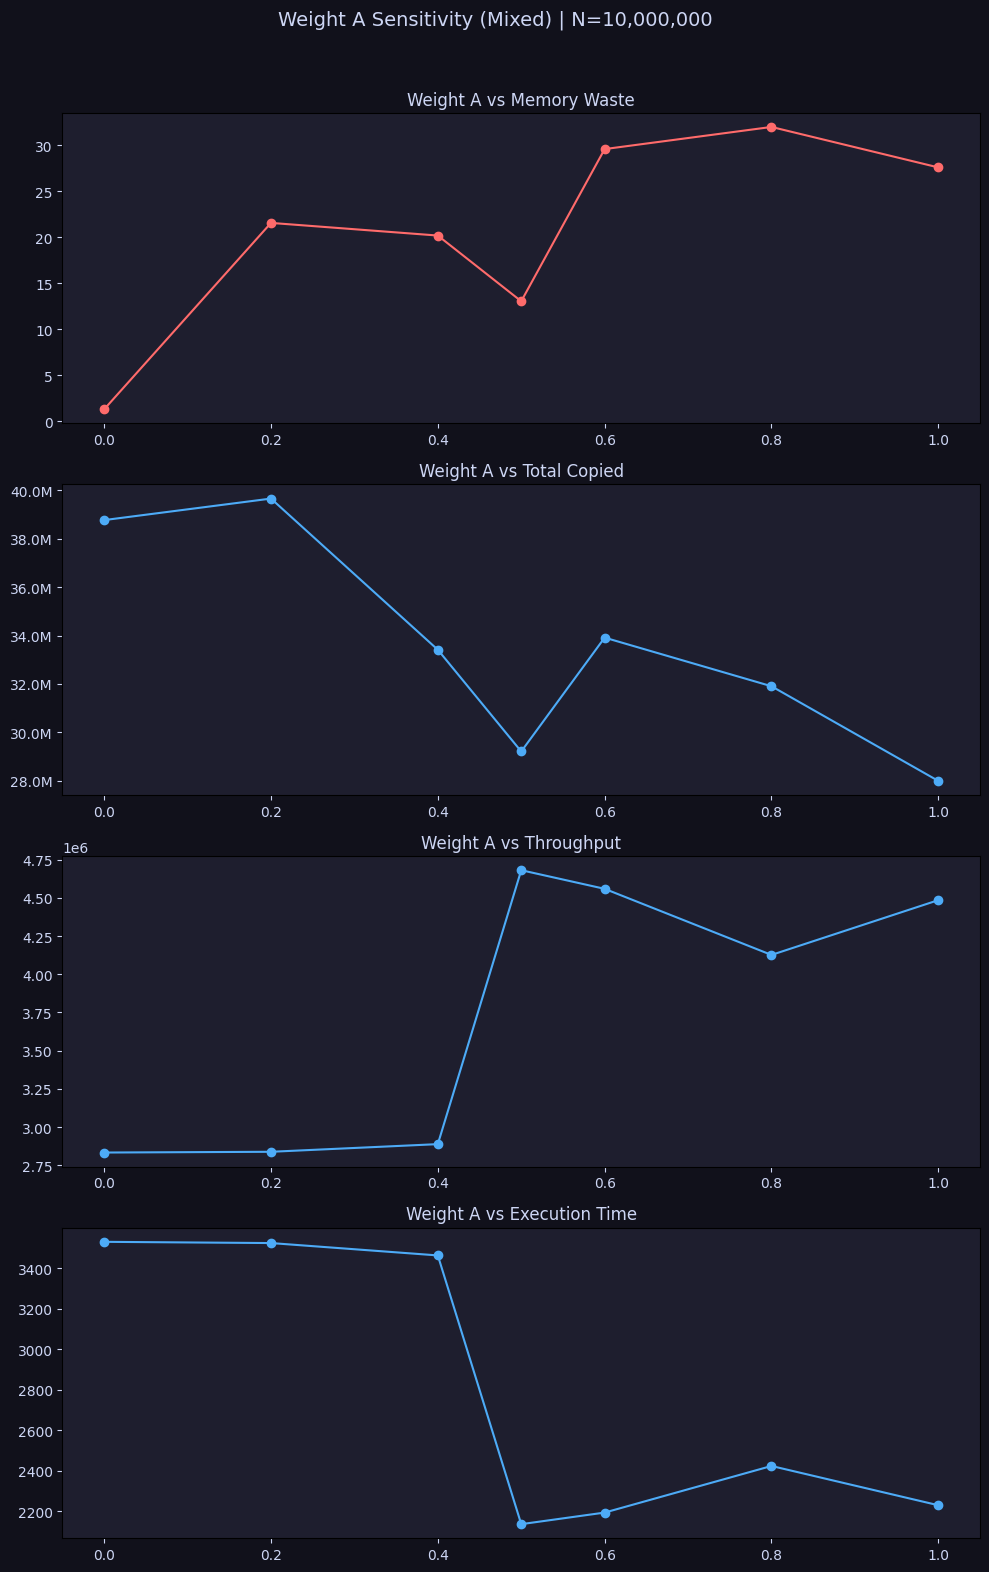 Weight A Sensitivity (Mixed) | N=10,000,000
Weight A vs Memory Waste
30
25
20
15
10
5
0
0.0 0.2 0.4 0.6 0.8 1.0
Weight A vs Total Copied
40.0M
38.0M
36.0M
34.0M
32.0M
30.0M
28.0M
0.0 0.2 0.4 0.6 0.8 1.0
Weight A vs Throughput
1e6
4.75
4.50
4.25
4.00
3.75
3.50
3.25
3.00
2.75
0.0 0.2 0.4 0.6 0.8 1.0
Weight A vs Execution Time
3400
3200
3000
2800
2600
2400
2200
0.0 0.2 0.4 0.6 0.8 1.0